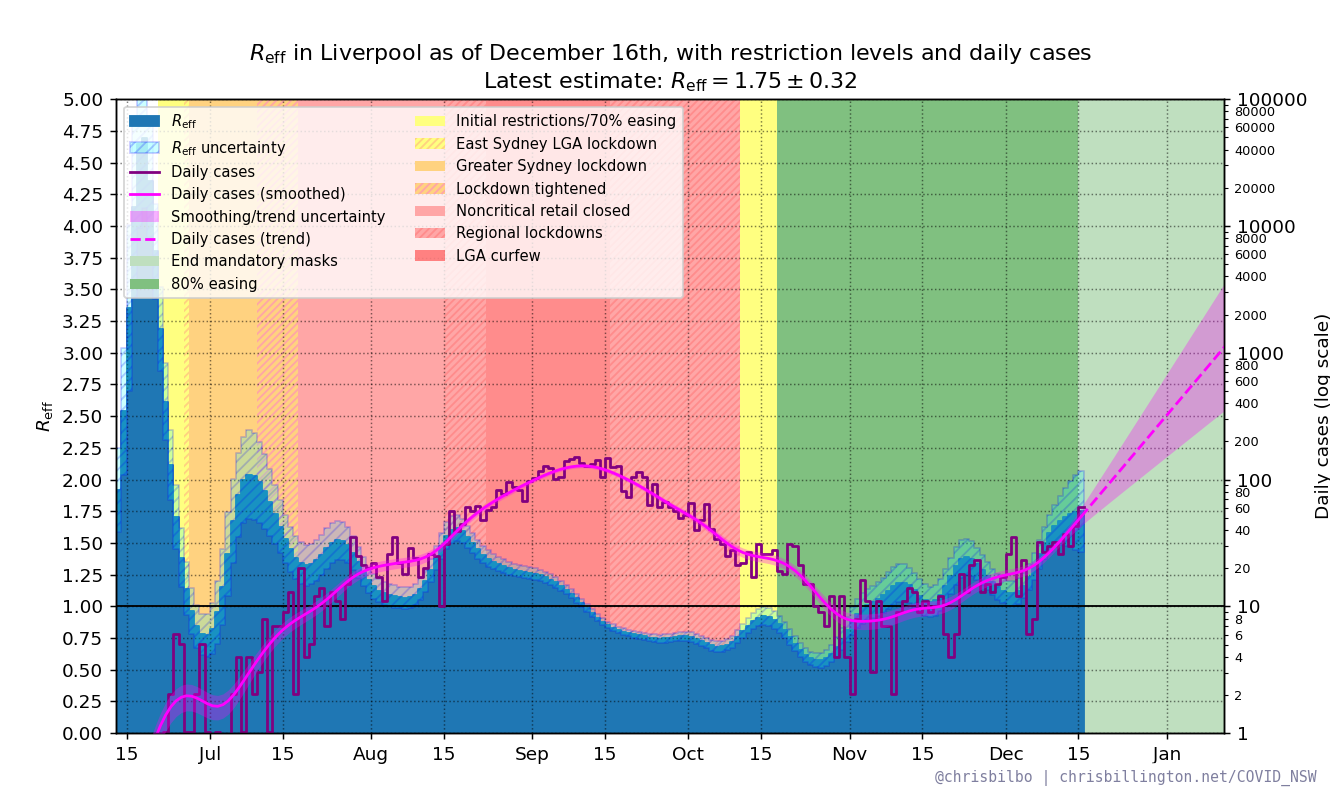 R_eff in Liverpool as of December 16th, with restriction levels and daily cases
Latest estimate: R_eff = 1.75 ± 0.32
R_eff
R_eff uncertainty
Daily cases
Daily cases (smoothed)
Smoothing/trend uncertainty
Daily cases (trend)
End mandatory masks
80% easing
Initial restrictions/70% easing
East Sydney LGA lockdown
Greater Sydney lockdown
Lockdown tightened
Noncritical retail closed
Regional lockdowns
LGA curfew
R_eff
5.00
4.75
4.50
4.25
4.00
3.75
3.50
3.25
3.00
2.75
2.50
2.25
2.00
1.75
1.50
1.25
1.00
0.75
0.50
0.25
0.00
15
Jul
15
Aug
15
Sep
15
Oct
15
Nov
15
Dec
15
Jan
100000
80000
60000
40000
20000
10000
8000
6000
4000
2000
1000
800
600
400
200
100
80
60
40
20
10
8
6
4
2
1
Daily cases (log scale)
@chrisbilbo | chrisbillington.net/COVID_NSW